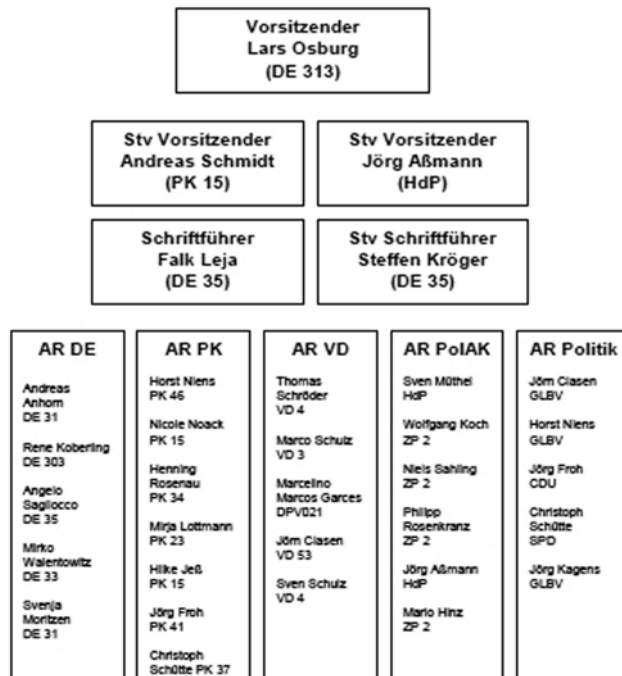 Vorsitzender
Lars Osburg
(DE 313)
Stv Vorsitzender
Andreas Schmidt
(PK 15)
Stv Vorsitzender
Jörg Aßmann
(HdP)
Schriftführer
Falk Leja
(DE 35)
Stv Schriftführer
Steffen Kröger
(DE 35)
AR DE
Andreas
Anhorn
DE 31
Rene Koberling
DE 303
Angelo
Sagliocco
DE 35
Mirko
Walentowitz
DE 33
Svenja
Moritzen
DE 31
AR PK
Horst Niens
PK 46
Nicole Noack
PK 15
Henning
Rosenau
PK 34
Mirja Lottmann
PK 23
Hilke Jeß
PK 15
Jörg Froh
PK 41
Christoph
Schütte PK 37
AR VD
Thomas
Schröder
VD 4
Marco Schulz
VD 3
Marcelino
Marcos Garces
DPV021
Jörn Clasen
VD 53
Sven Schulz
VD 4
AR PolAK
Sven Müthel
HdP
Wolfgang Koch
ZP 2
Niels Sahling
ZP 2
Philipp
Rosenkranz
ZP 2
Jörg Aßmann
HdP
Mario Hinz
ZP 2
AR Politik
Jörn Clasen
GLBV
Horst Niens
GLBV
Jörg Froh
CDU
Christoph
Schütte
SPD
Jörg Kagens
GLBV